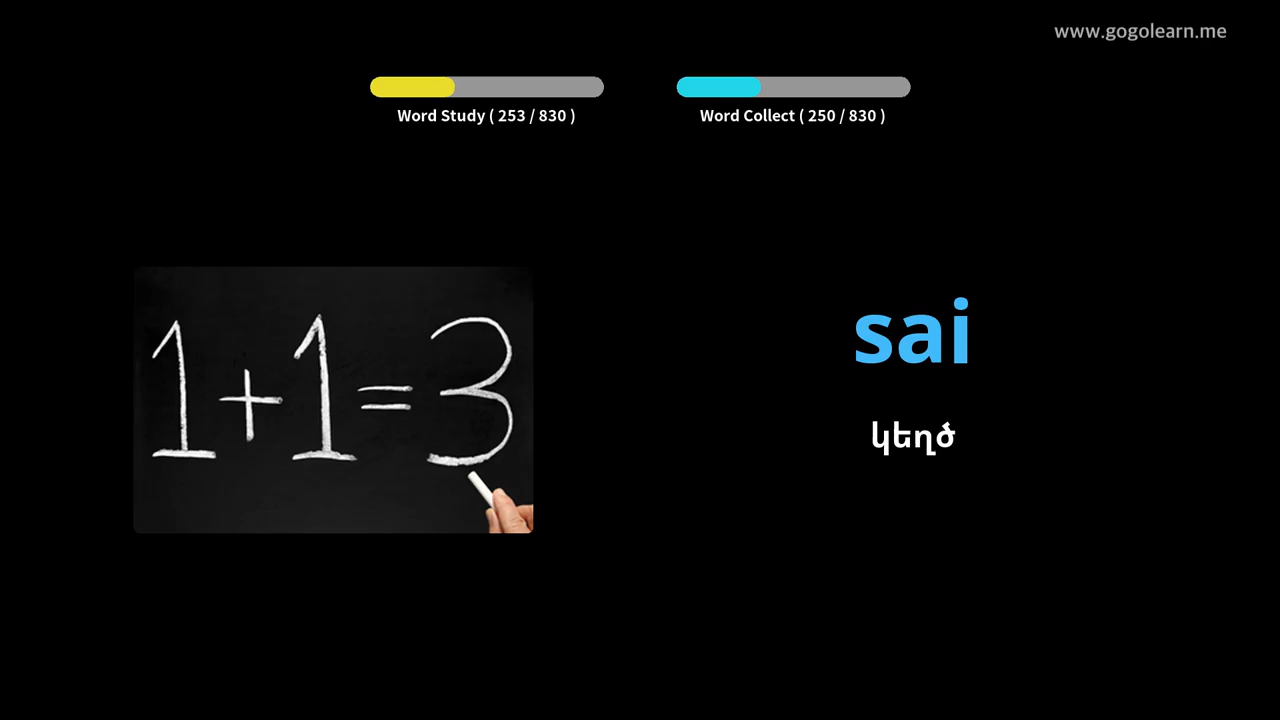 www.gogolearn.me
Word Study ( 253 / 830 )
Word Collect ( 250 / 830 )
1+1=3
sai
կեղծ